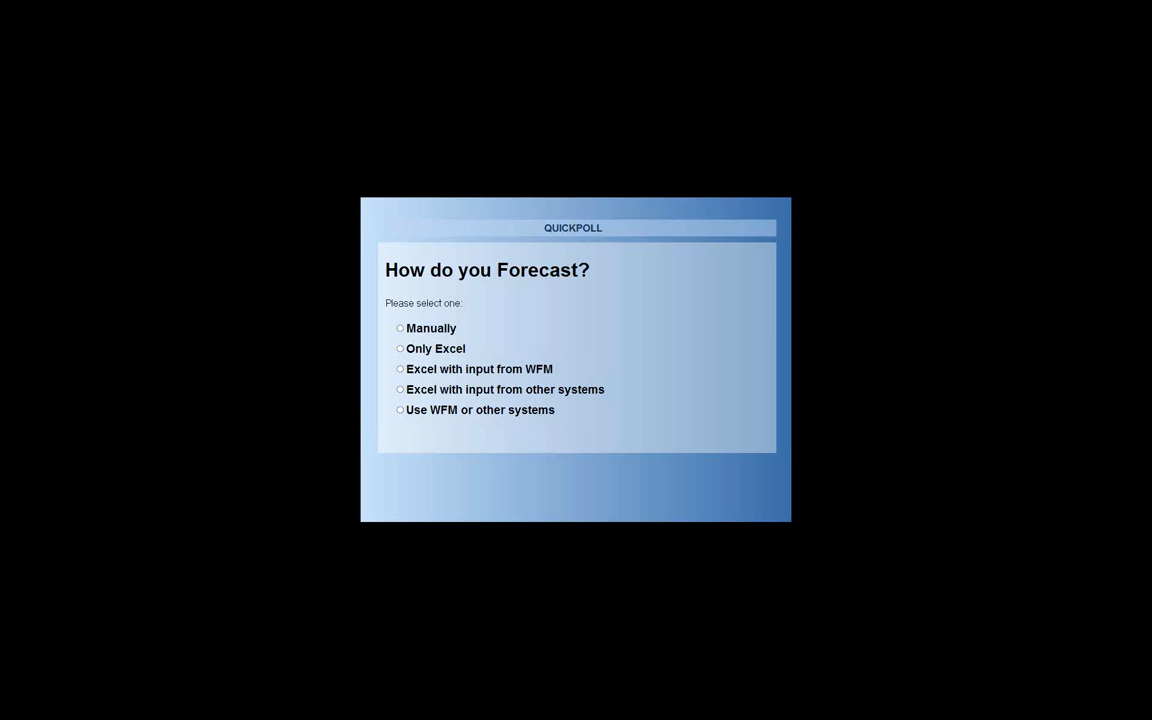 QUICKPOLL
How do you Forecast?
Please select one:
Manually
Only Excel
Excel with input from WFM
Excel with input from other systems
Use WFM or other systems